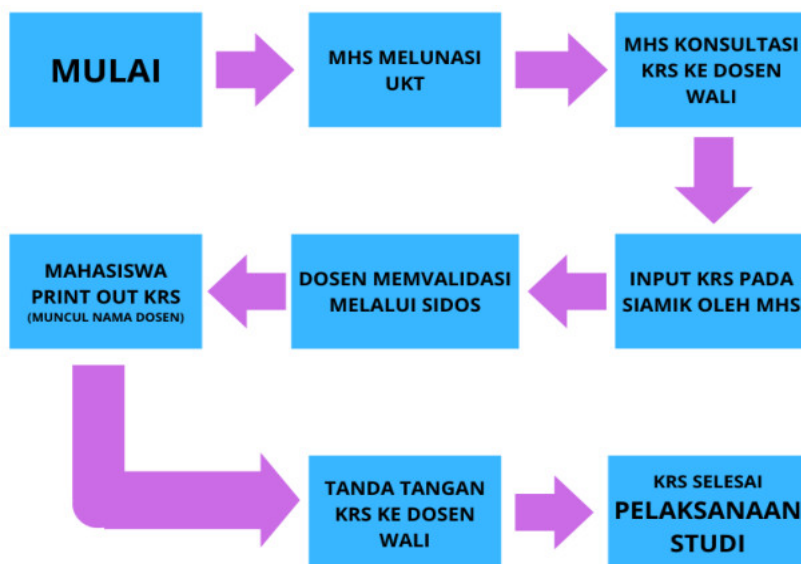 MULAI
MHS MELUNASI
UKT
MHS KONSULTASI
KRS KE DOSEN
WALI
INPUT KRS PADA
SIAMIK OLEH MHS
DOSEN MEMVALIDASI
MELALUI SIDOS
MAHASISWA
PRINT OUT KRS
(MUNCUL NAMA DOSEN)
TANDA TANGAN
KRS KE DOSEN
WALI
KRS SELESAI
PELAKSANAAN
STUDI